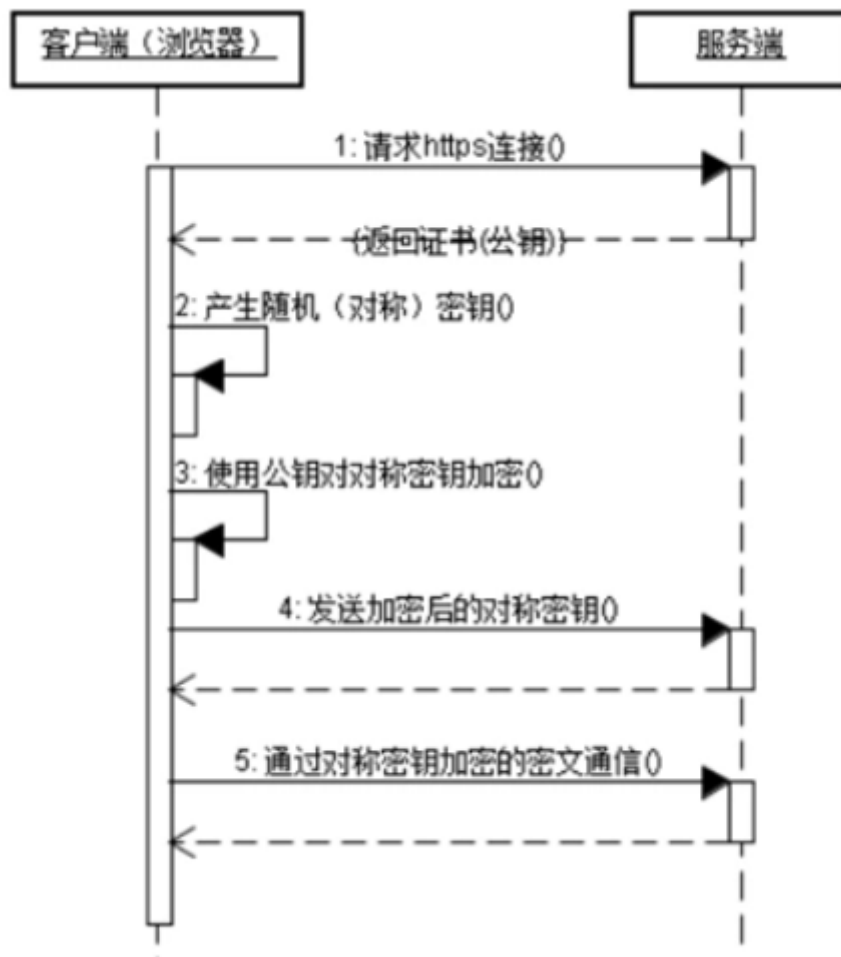 客户端（浏览器）
服务端
1: 请求https连接()
{返回证书(公钥)}
2: 产生随机（对称）密钥()
3: 使用公钥对对称密钥加密()
4: 发送加密后的对称密钥()
5: 通过对称密钥加密的密文通信()